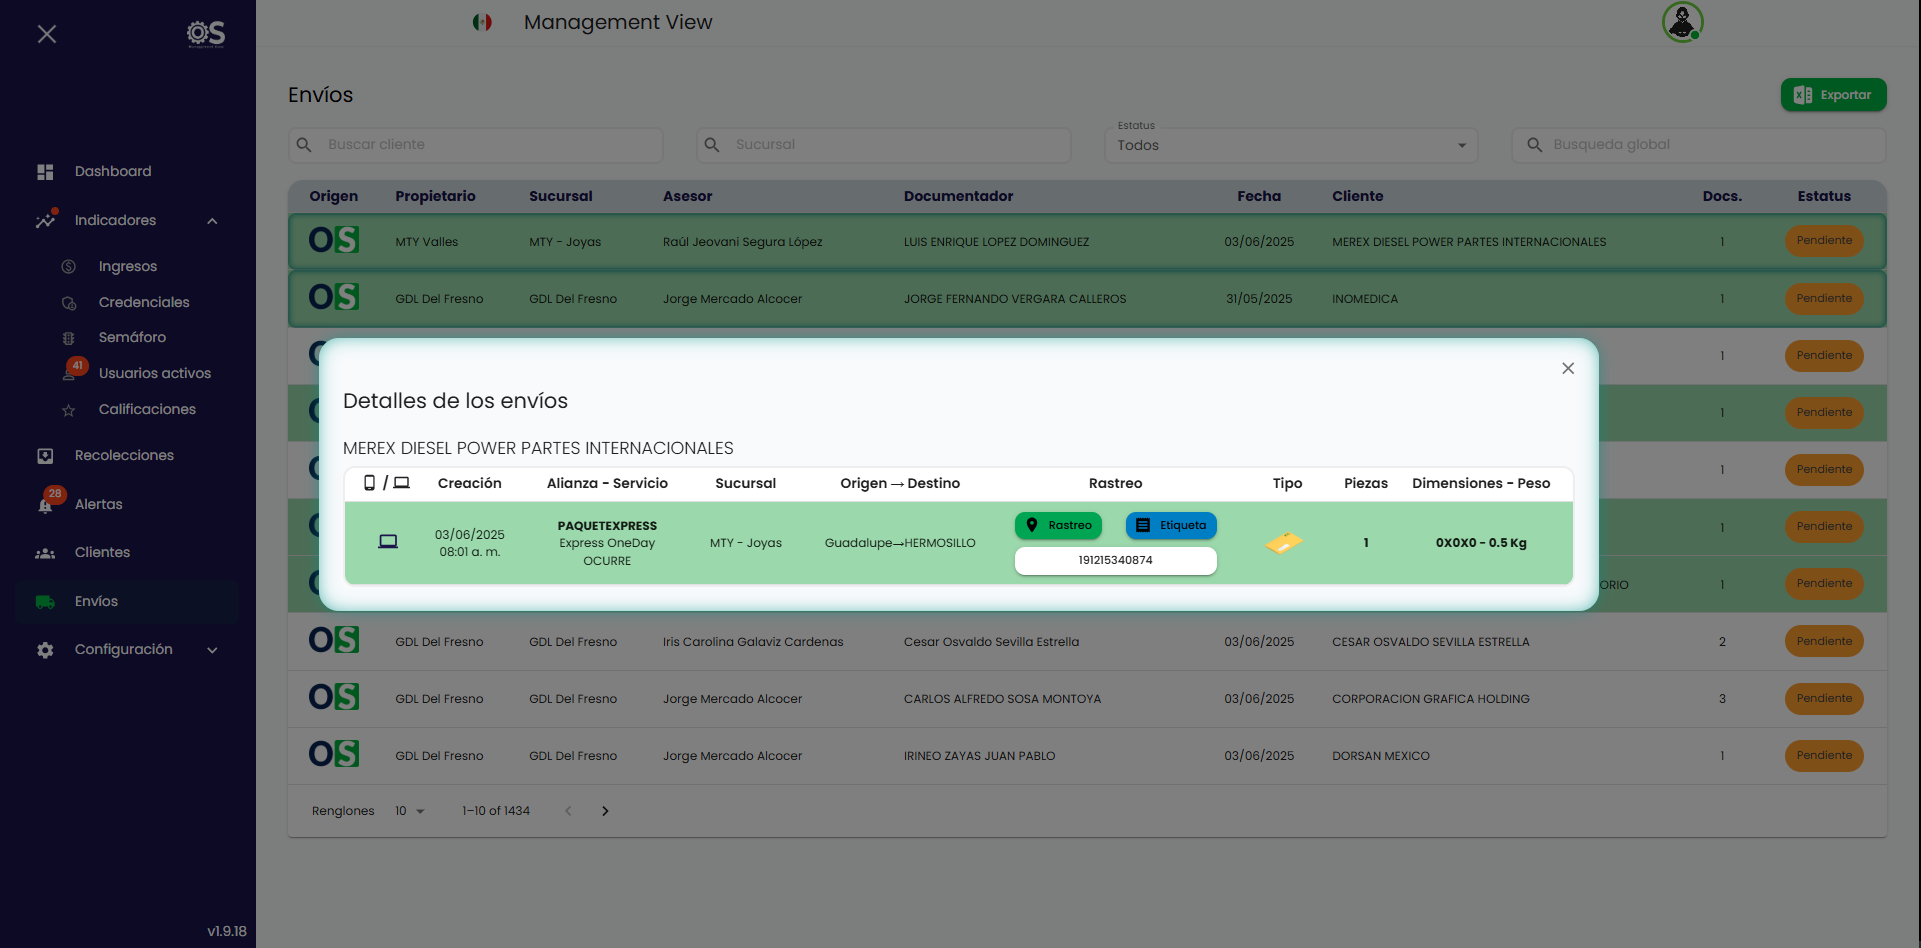 OS
Management View
Dashboard
Indicadores
Ingresos
Credenciales
Semáforo
41
Usuarios activos
Calificaciones
Recolecciones
28
Alertas
Clientes
Envíos
Configuración
v1.9.18
Management View
Envíos
Exportar
Buscar cliente
Sucursal
Estatus
Todos
Busqueda global
Origen Propietario Sucursal Asesor Documentador Fecha Cliente Docs. Estatus
OS MTY Valles MTY - Joyas Raúl Jeovani Segura López LUIS ENRIQUE LOPEZ DOMINGUEZ 03/06/2025 MEREX DIESEL POWER PARTES INTERNACIONALES 1 Pendiente
OS GDL Del Fresno GDL Del Fresno Jorge Mercado Alcocer JORGE FERNANDO VERGARA CALLEROS 31/05/2025 INOMEDICA 1 Pendiente
1 Pendiente
1 Pendiente
1 Pendiente
1 Pendiente
ORIO 1 Pendiente
Detalles de los envíos
MEREX DIESEL POWER PARTES INTERNACIONALES
/ Creación Alianza - Servicio Sucursal Origen → Destino Rastreo Tipo Piezas Dimensiones - Peso
03/06/2025
08:01 a. m.
PAQUETEXPRESS
Express OneDay
OCURRE
MTY - Joyas
Guadalupe→HERMOSILLO
Rastreo Etiqueta
191215340874
1
0X0X0 - 0.5 Kg
OS GDL Del Fresno GDL Del Fresno Iris Carolina Galaviz Cardenas Cesar Osvaldo Sevilla Estrella 03/06/2025 CESAR OSVALDO SEVILLA ESTRELLA 2 Pendiente
OS GDL Del Fresno GDL Del Fresno Jorge Mercado Alcocer CARLOS ALFREDO SOSA MONTOYA 03/06/2025 CORPORACION GRAFICA HOLDING 3 Pendiente
OS GDL Del Fresno GDL Del Fresno Jorge Mercado Alcocer IRINEO ZAYAS JUAN PABLO 03/06/2025 DORSAN MEXICO 1 Pendiente
Renglones 10 1–10 of 1434